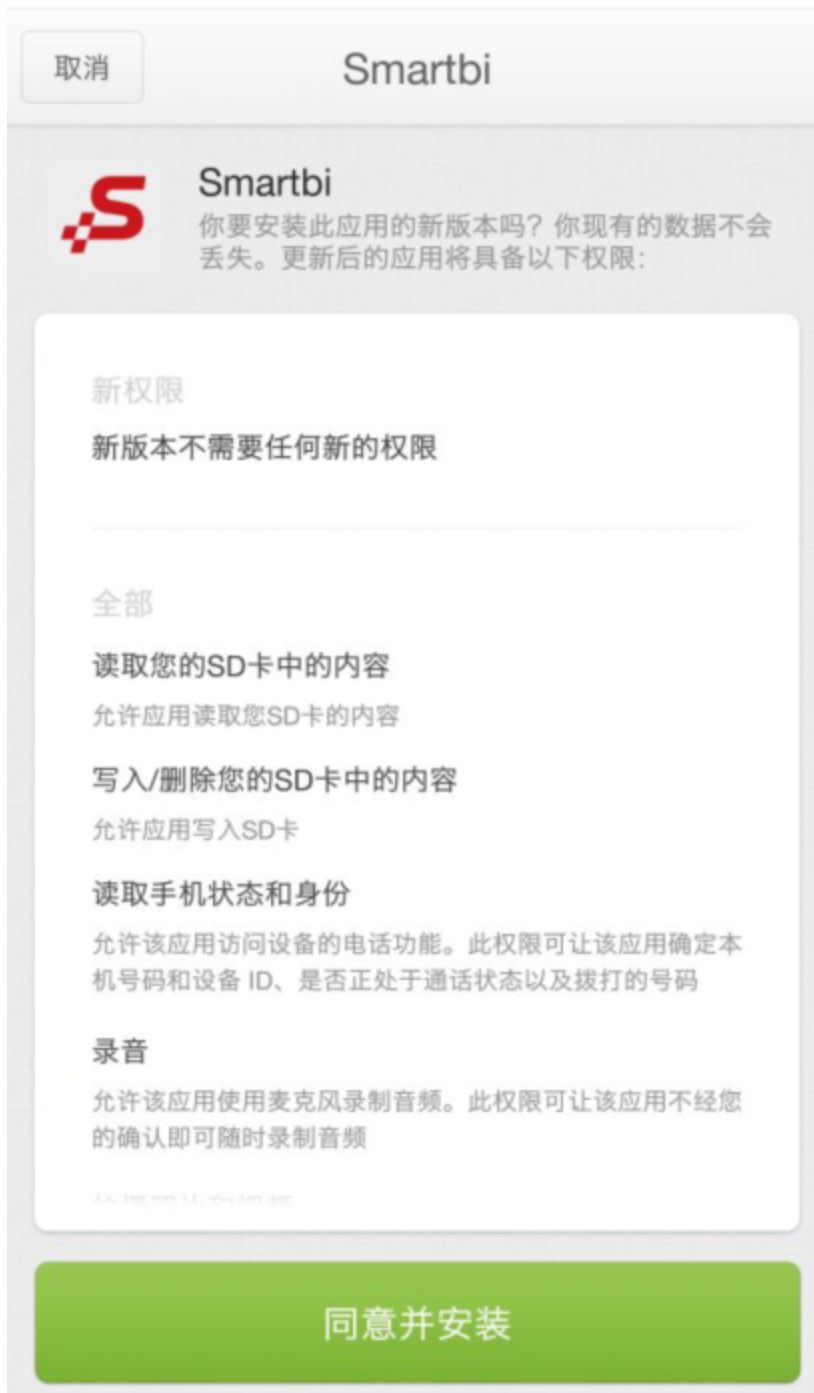 取消
Smartbi
Smartbi
你要安装此应用的新版本吗？你现有的数据不会
丢失。更新后的应用将具备以下权限：
新权限
新版本不需要任何新的权限
全部
读取您的SD卡中的内容
允许应用读取您SD卡的内容
写入/删除您的SD卡中的内容
允许应用写入SD卡
读取手机状态和身份
允许该应用访问设备的电话功能。此权限可让该应用确定本
机号码和设备 ID、是否正处于通话状态以及拨打的号码
录音
允许该应用使用麦克风录制音频。此权限可让该应用不经您
的确认即可随时录制音频
同意并安装